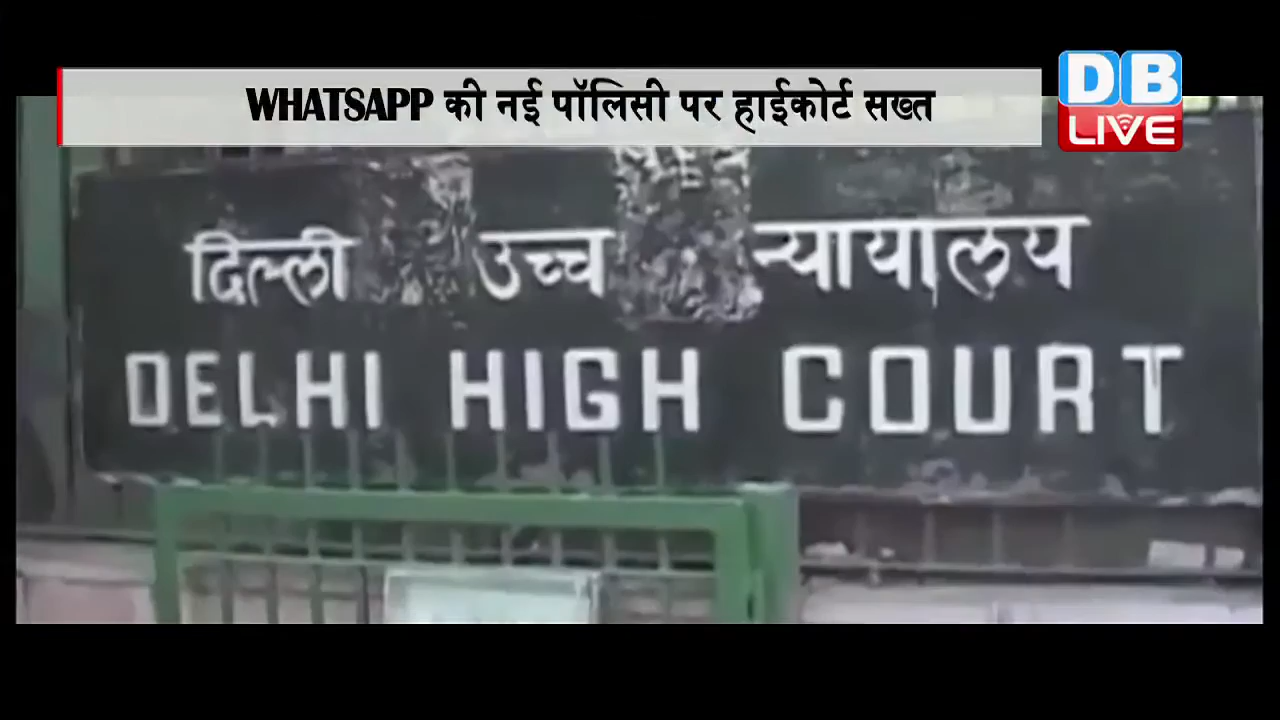 WHATSAPP की नई पॉलिसी पर हाईकोर्ट सख्त
DB
LIVE
दिल्ली उच्च न्यायालय
DELHI HIGH COURT